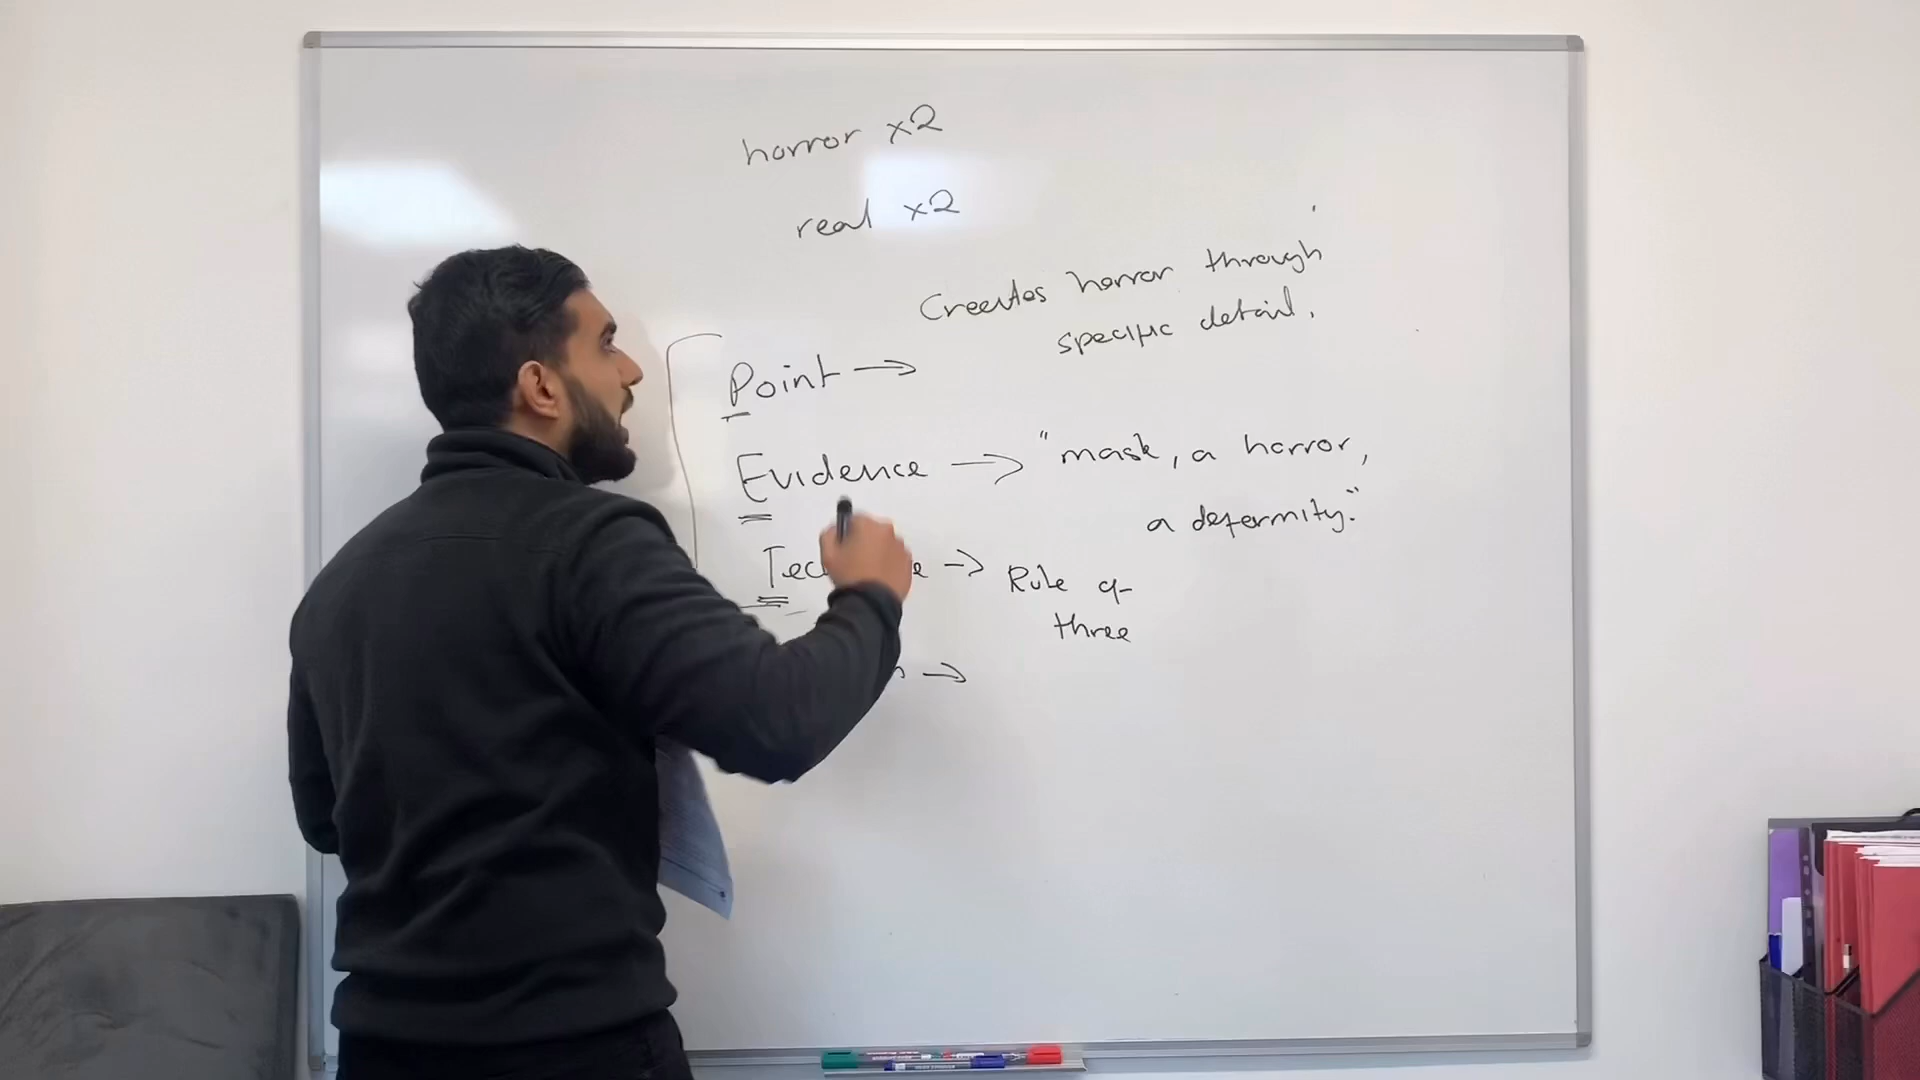 horror x2
real x2
Creates horror through
specific detail.
Point →
Evidence → "mask, a horror,
a deformity."
→ Rule of
three
→